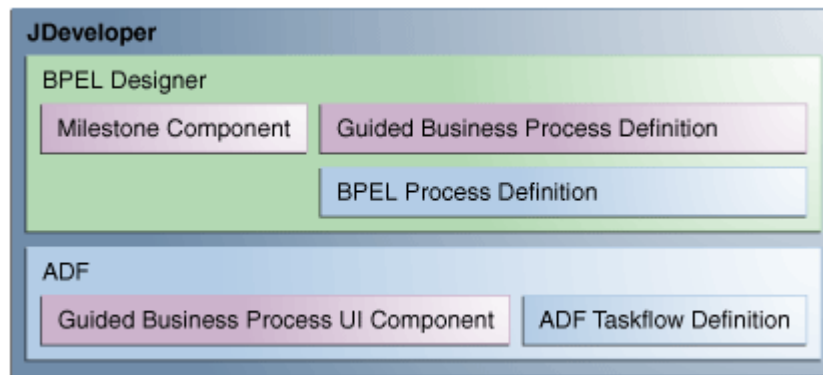 JDeveloper
BPEL Designer
Milestone Component
Guided Business Process Definition
BPEL Process Definition
ADF
Guided Business Process UI Component
ADF Taskflow Definition